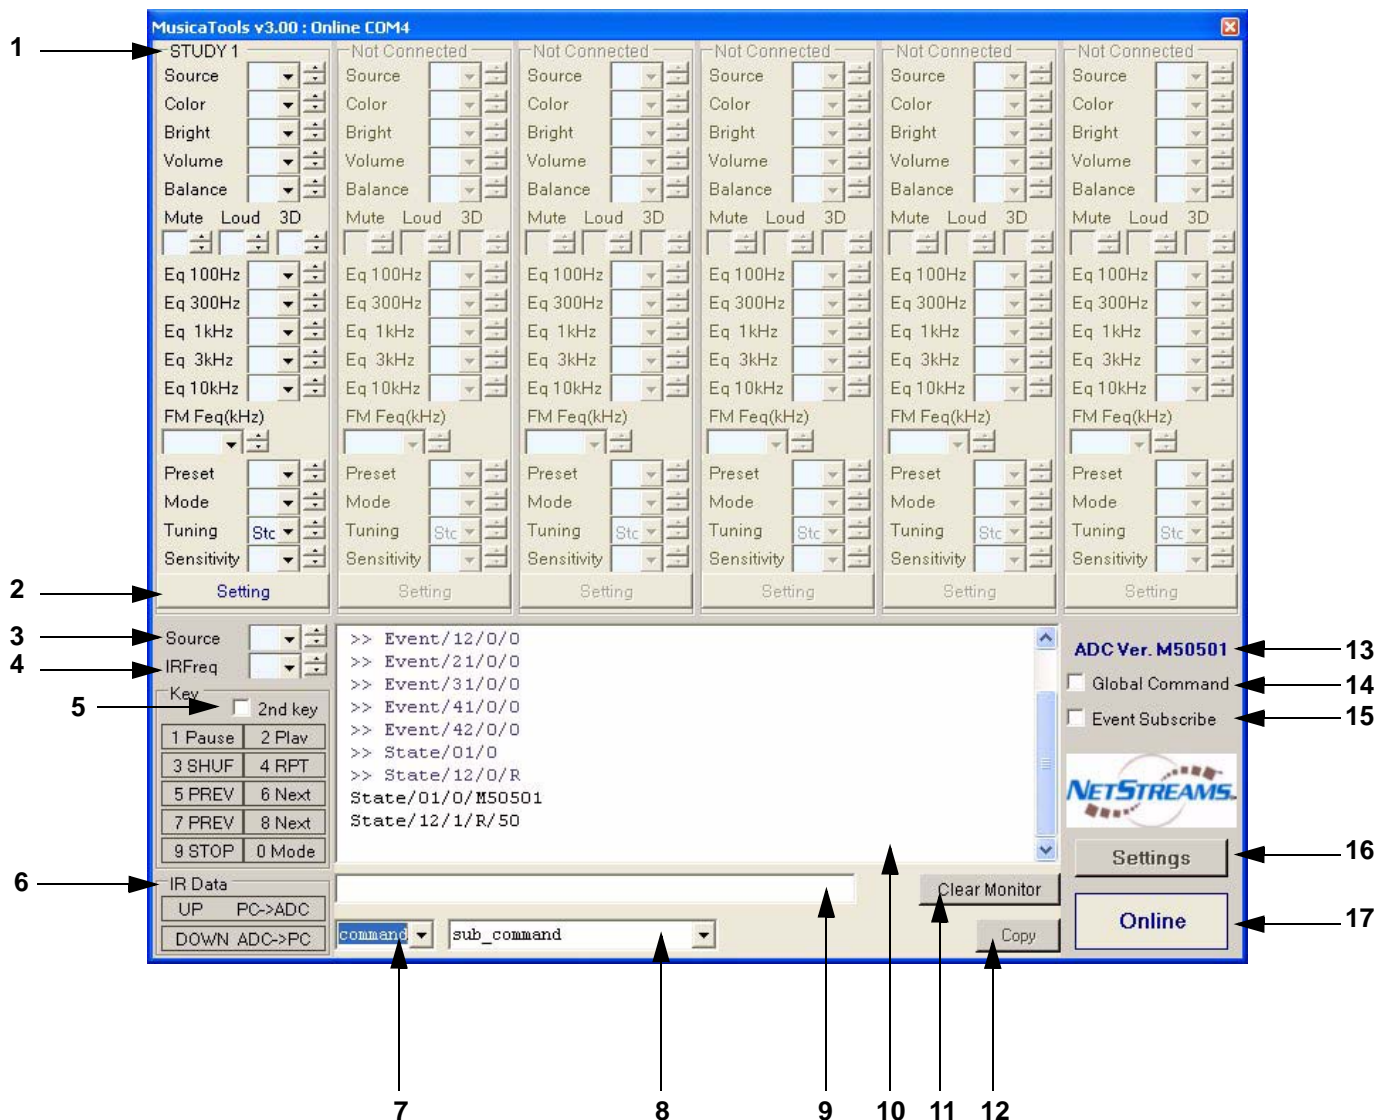 MusicaTools v3.00 : Online COM4
1 STUDY 1 Not Connected Not Connected Not Connected Not Connected Not Connected
Source Source Source Source Source Source
Color Color Color Color Color Color
Bright Bright Bright Bright Bright Bright
Volume Volume Volume Volume Volume Volume
Balance Balance Balance Balance Balance Balance
Mute Loud 3D Mute Loud 3D Mute Loud 3D Mute Loud 3D Mute Loud 3D Mute Loud 3D
Eq 100Hz Eq 100Hz Eq 100Hz Eq 100Hz Eq 100Hz Eq 100Hz
Eq 300Hz Eq 300Hz Eq 300Hz Eq 300Hz Eq 300Hz Eq 300Hz
Eq 1kHz Eq 1kHz Eq 1kHz Eq 1kHz Eq 1kHz Eq 1kHz
Eq 3kHz Eq 3kHz Eq 3kHz Eq 3kHz Eq 3kHz Eq 3kHz
Eq 10kHz Eq 10kHz Eq 10kHz Eq 10kHz Eq 10kHz Eq 10kHz
FM Feq(kHz) FM Feq(kHz) FM Feq(kHz) FM Feq(kHz) FM Feq(kHz) FM Feq(kHz)
Preset Preset Preset Preset Preset Preset
Mode Mode Mode Mode Mode Mode
Tuning Stc Tuning Stc Tuning Stc Tuning Stc Tuning Stc Tuning Stc
Sensitivity Sensitivity Sensitivity Sensitivity Sensitivity Sensitivity
2 Setting Setting Setting Setting Setting Setting
3 Source
4 IRFreq
Key
5 2nd key
1 Pause 2 Play
3 SHUF 4 RPT
5 PREV 6 Next
7 PREV 8 Next
9 STOP 0 Mode
6 IR Data
UP PC->ADC
DOWN ADC->PC
>> Event/12/0/0
>> Event/21/0/0
>> Event/31/0/0
>> Event/41/0/0
>> Event/42/0/0
>> State/01/0
>> State/12/0/R
State/01/0/M50501
State/12/1/R/50
command sub_command
Clear Monitor
Copy
ADC Ver. M50501 13
Global Command 14
Event Subscribe 15
NETSTREAMS
Settings 16
Online 17
7 8 9 10 11 12